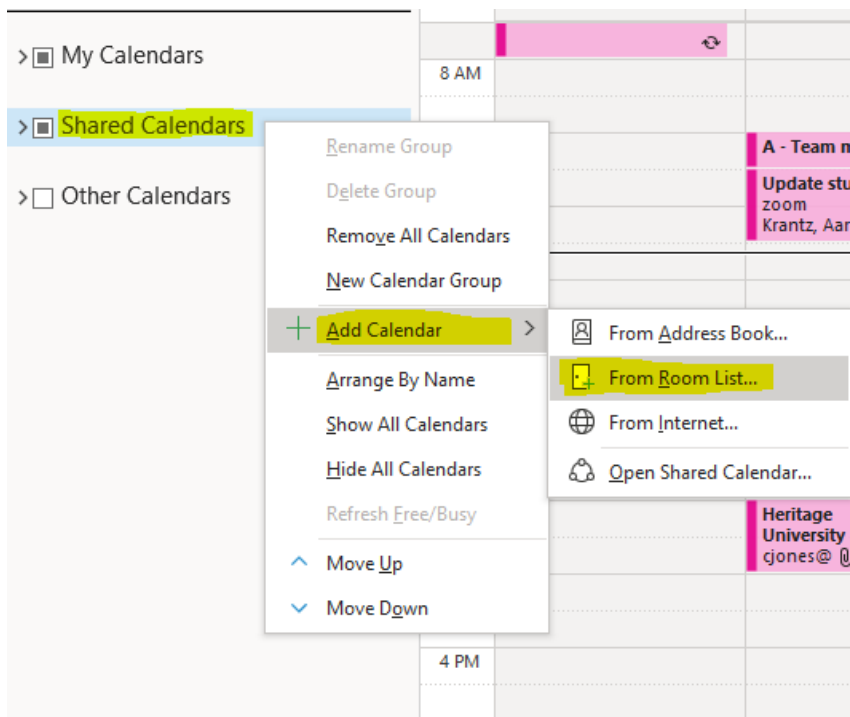 My Calendars
Shared Calendars
Other Calendars
8 AM
Rename Group
Delete Group
Remove All Calendars
New Calendar Group
Add Calendar
Arrange By Name
Show All Calendars
Hide All Calendars
Refresh Free/Busy
Move Up
Move Down
From Address Book...
From Room List...
From Internet...
Open Shared Calendar...
A - Team
Update
zoom
Krantz,
Heritage
University
cjones@
4 PM